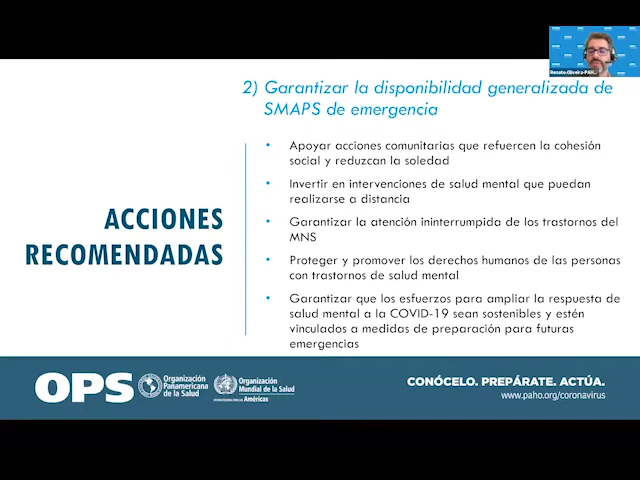 Renato Oliveira-PAH...
2) Garantizar la disponibilidad generalizada de
SMAPS de emergencia
• Apoyar acciones comunitarias que refuercen la cohesión
social y reduzcan la soledad
• Invertir en intervenciones de salud mental que puedan
realizarse a distancia
• Garantizar la atención ininterrumpida de los trastornos del
MNS
• Proteger y promover los derechos humanos de las personas
con trastornos de salud mental
• Garantizar que los esfuerzos para ampliar la respuesta de
salud mental a la COVID-19 sean sostenibles y estén
vinculados a medidas de preparación para futuras
emergencias
ACCIONES
RECOMENDADAS
OPS
Organización
Panamericana
de la Salud
Organización
Mundial de la Salud
Américas
CONÓCELO. PREPÁRATE. ACTÚA.
www.paho.org/coronavirus